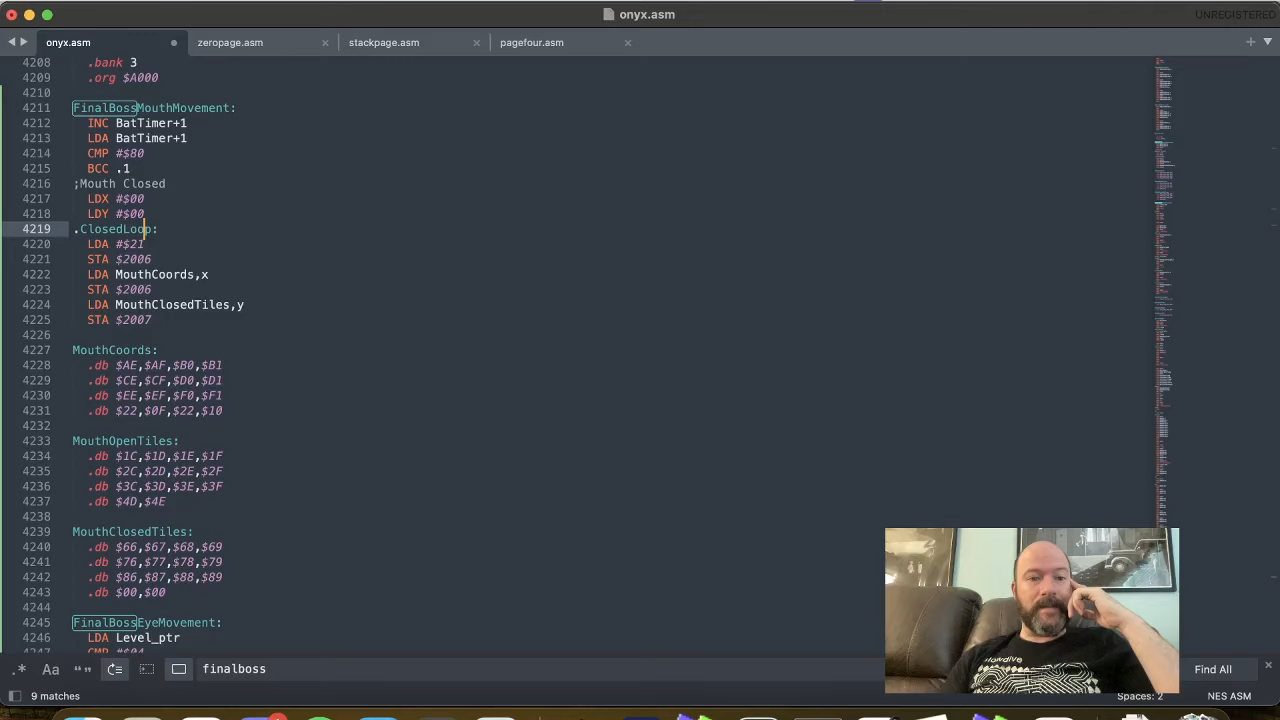 onyx.asm
UNREGISTERED
onyx.asm zeropage.asm stackpage.asm pagefour.asm
4208 .bank 3
4209 .org $A000
4210
4211 FinalBossMouthMovement:
4212 INC BatTimer+1
4213 LDA BatTimer+1
4214 CMP #$80
4215 BCC .1
4216 ;Mouth Closed
4217 LDX #$00
4218 LDY #$00
4219 .ClosedLoop:
4220 LDA #$21
4221 STA $2006
4222 LDA MouthCoords,x
4223 STA $2006
4224 LDA MouthClosedTiles,y
4225 STA $2007
4226
4227 MouthCoords:
4228 .db $AE,$AF,$B0,$B1
4229 .db $CE,$CF,$D0,$D1
4230 .db $EE,$EF,$F0,$F1
4231 .db $22,$0F,$22,$10
4232
4233 MouthOpenTiles:
4234 .db $1C,$1D,$1E,$1F
4235 .db $2C,$2D,$2E,$2F
4236 .db $3C,$3D,$3E,$3F
4237 .db $4D,$4E
4238
4239 MouthClosedTiles:
4240 .db $66,$67,$68,$69
4241 .db $76,$77,$78,$79
4242 .db $86,$87,$88,$89
4243 .db $00,$00
4244
4245 FinalBossEyeMovement:
4246 LDA Level_ptr
4247 CMP #$04
.* Aa finalboss Find All
9 matches Spaces: 2 NES ASM